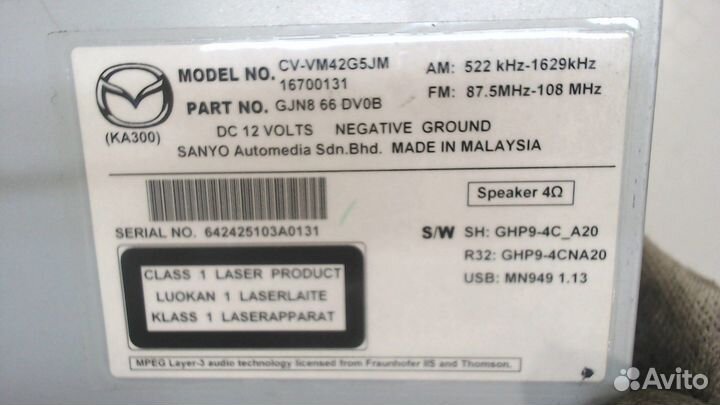 MODEL NO. CV-VM42G5JM
16700131
PART NO. GJN8 66 DV0B
AM: 522 kHz-1629kHz
FM: 87.5MHz-108 MHz
(KA300)
DC 12 VOLTS NEGATIVE GROUND
SANYO Automedia Sdn.Bhd. MADE IN MALAYSIA
Speaker 4Ω
SERIAL NO. 642425103A0131
S/W SH: GHP9-4C_A20
R32: GHP9-4CNA20
USB: MN949 1.13
CLASS 1 LASER PRODUCT
LUOKAN 1 LASERLAITE
KLASS 1 LASERAPPARAT
MPEG Layer-3 audio technology licensed from Fraunhofer IIS and Thomson.
Avito